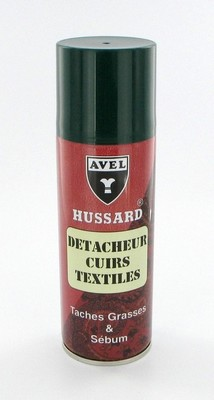 AVEL
HUSSARD®
DETACHEUR
CUIRS
TEXTILES
Taches Grasses
&
Sébum